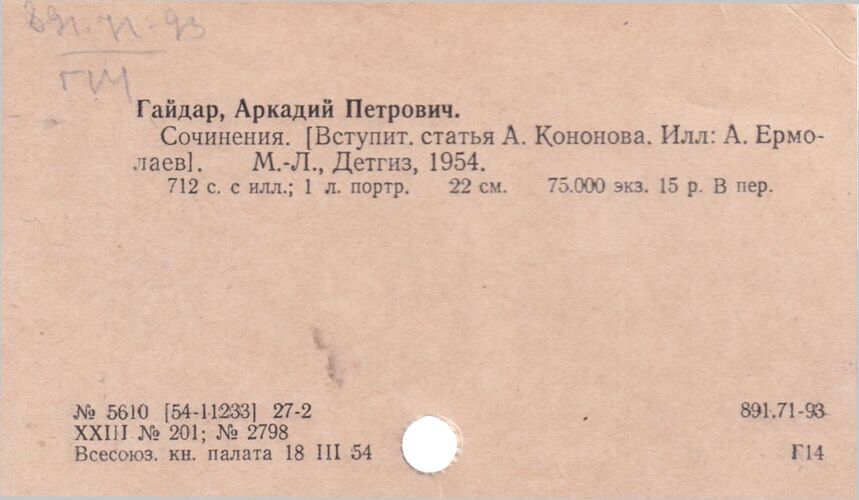 891.71-93
Г14
Гайдар, Аркадий Петрович.
Сочинения. [Вступит. статья А. Кононова. Илл: А. Ермо-
лаев]. М.-Л., Детгиз, 1954.
712 с. с илл.; 1 л. портр. 22 см. 75.000 экз. 15 р. В пер.
№ 5610 [54-11233] 27-2
XXIII № 201; № 2798
Всесоюз. кн. палата 18 III 54
891.71-93
Г14